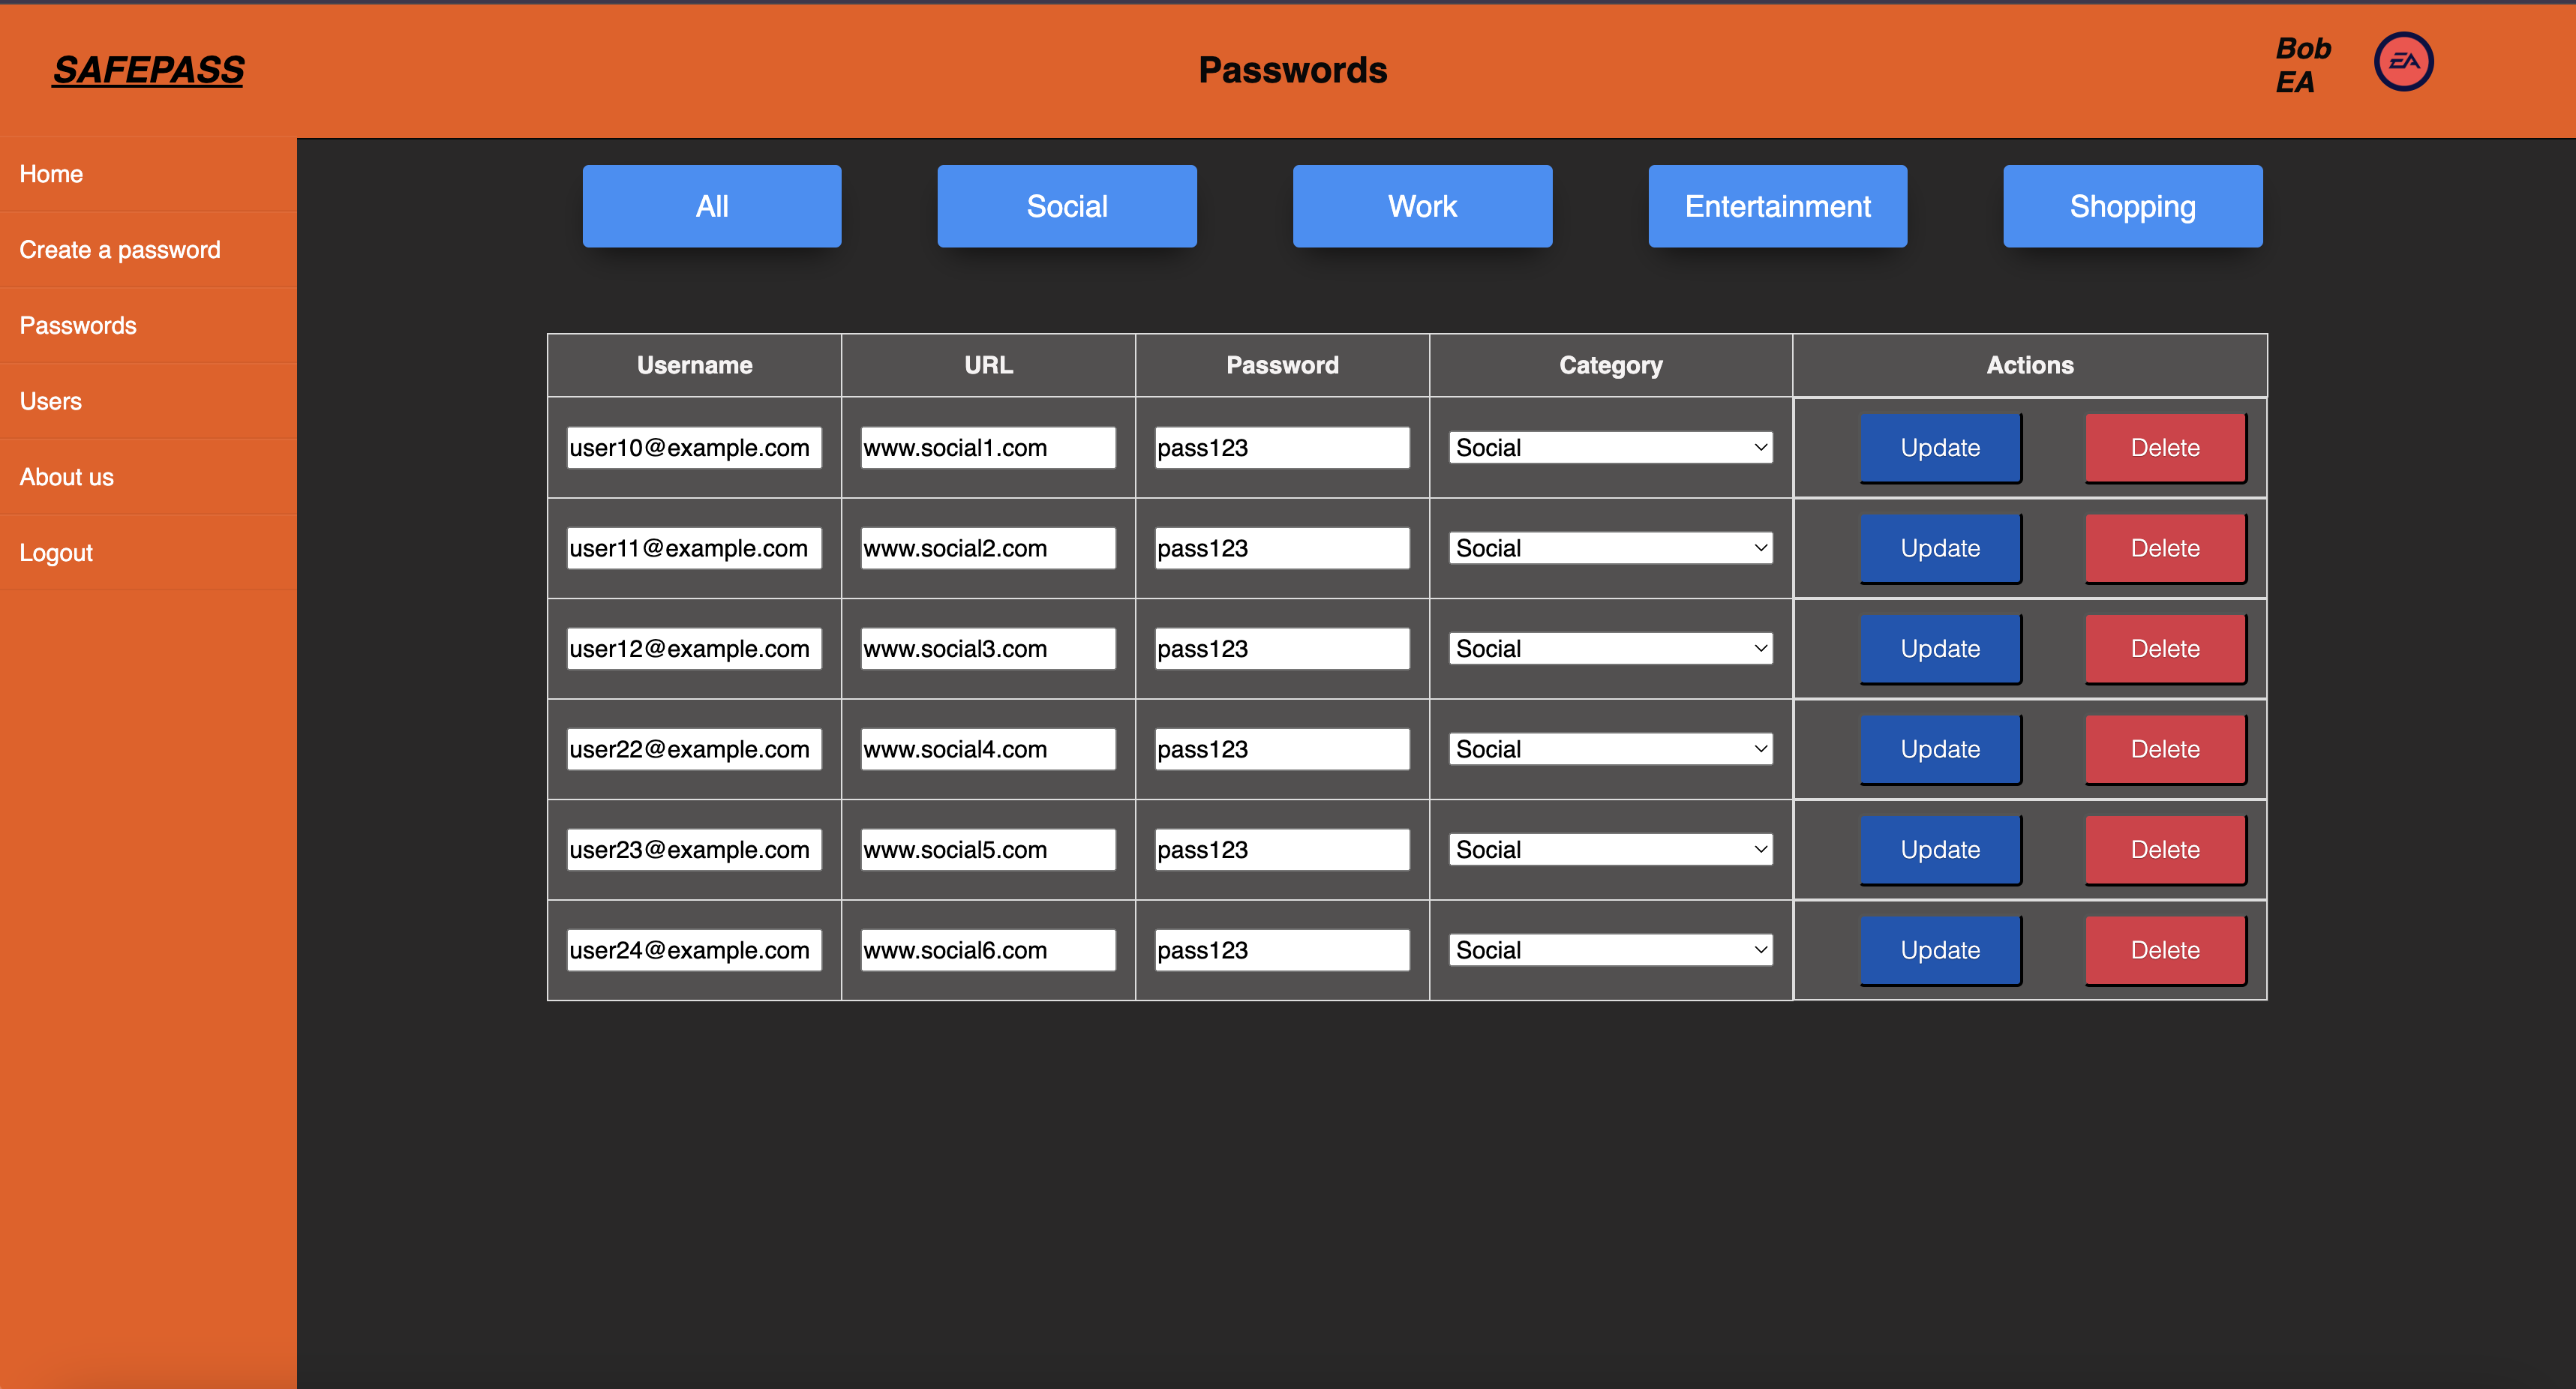 SAFEPASS
Passwords
Bob
EA
EA
Home
Create a password
Passwords
Users
About us
Logout
All Social Work Entertainment Shopping
Username URL Password Category Actions
user10@example.com www.social1.com pass123 Social Update Delete
user11@example.com www.social2.com pass123 Social Update Delete
user12@example.com www.social3.com pass123 Social Update Delete
user22@example.com www.social4.com pass123 Social Update Delete
user23@example.com www.social5.com pass123 Social Update Delete
user24@example.com www.social6.com pass123 Social Update Delete